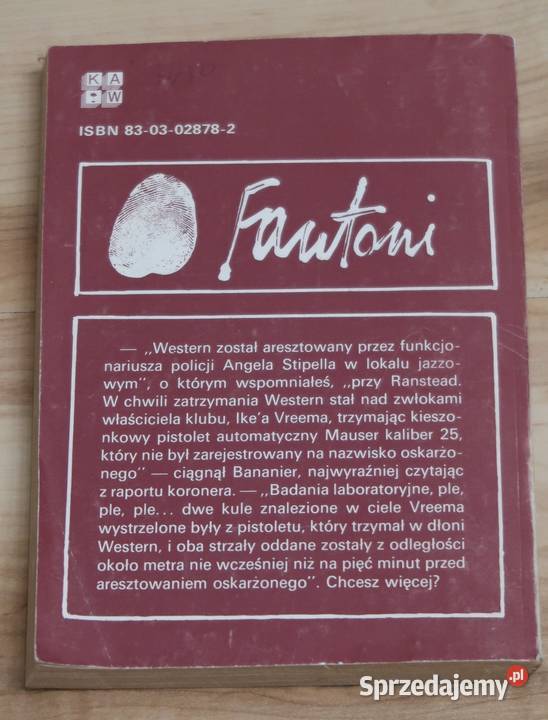 K A
W
ISBN 83-03-02878-2
Fantoni
— „Western został aresztowany przez funkcjo-
nariusza policji Angela Stipella w lokalu jazzo-
wym”, o którym wspomniałeś, „przy Ranstead.
W chwili zatrzymania Western stał nad zwłokami
właściciela klubu, Ike'a Vreema, trzymając kieszo-
nkowy pistolet automatyczny Mauser kaliber 25,
który nie był zarejestrowany na nazwisko oskarżo-
nego” — ciągnął Bananier, najwyraźniej czytając
z raportu koronera. — „Badania laboratoryjne, ple,
ple, ple... dwe kule znalezione w ciele Vreema
wystrzelone były z pistoletu, który trzymał w dłoni
Western, i oba strzały oddane zostały z odległości
około metra nie wcześniej niż na pięć minut przed
aresztowaniem oskarżonego”. Chcesz więcej?
Sprzedajemy.pl